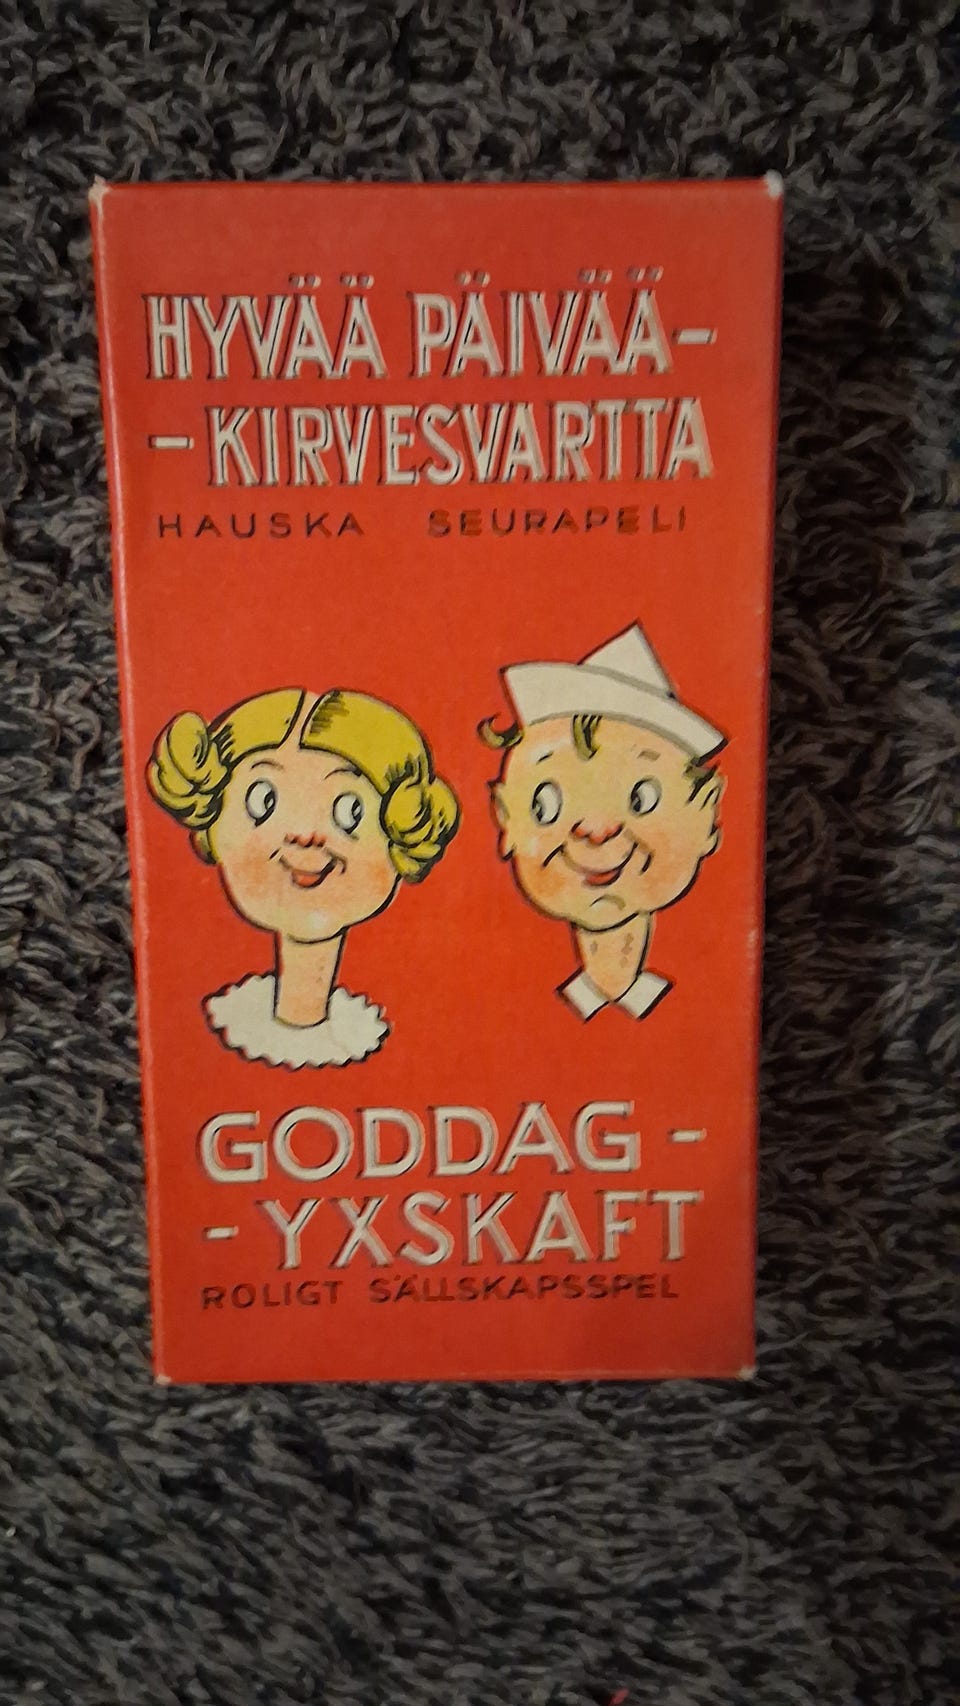 HYVÄÄ PÄIVÄÄ-
-KIRVESVARTTA
HAUSKA SEURAPELI
GODDAG-
-YXSKAFT
ROLIGT SÄLLSKAPSSPEL